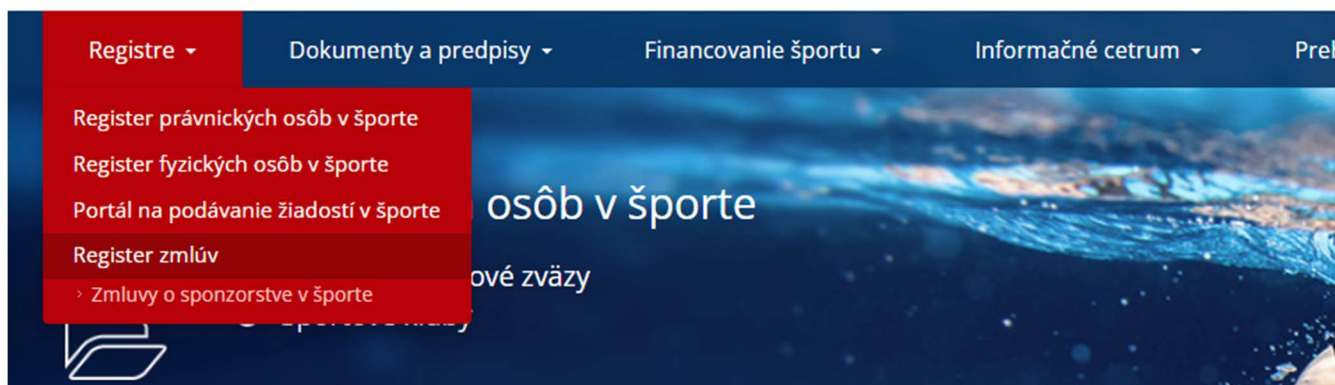 Registre
Dokumenty a predpisy
Financovanie športu
Informačné cetrum
Register právnických osôb v športe
Register fyzických osôb v športe
Portál na podávanie žiadostí v športe
Register zmlúv
Zmluvy o sponzorstve v športe
osôb v športe
ové zväzy